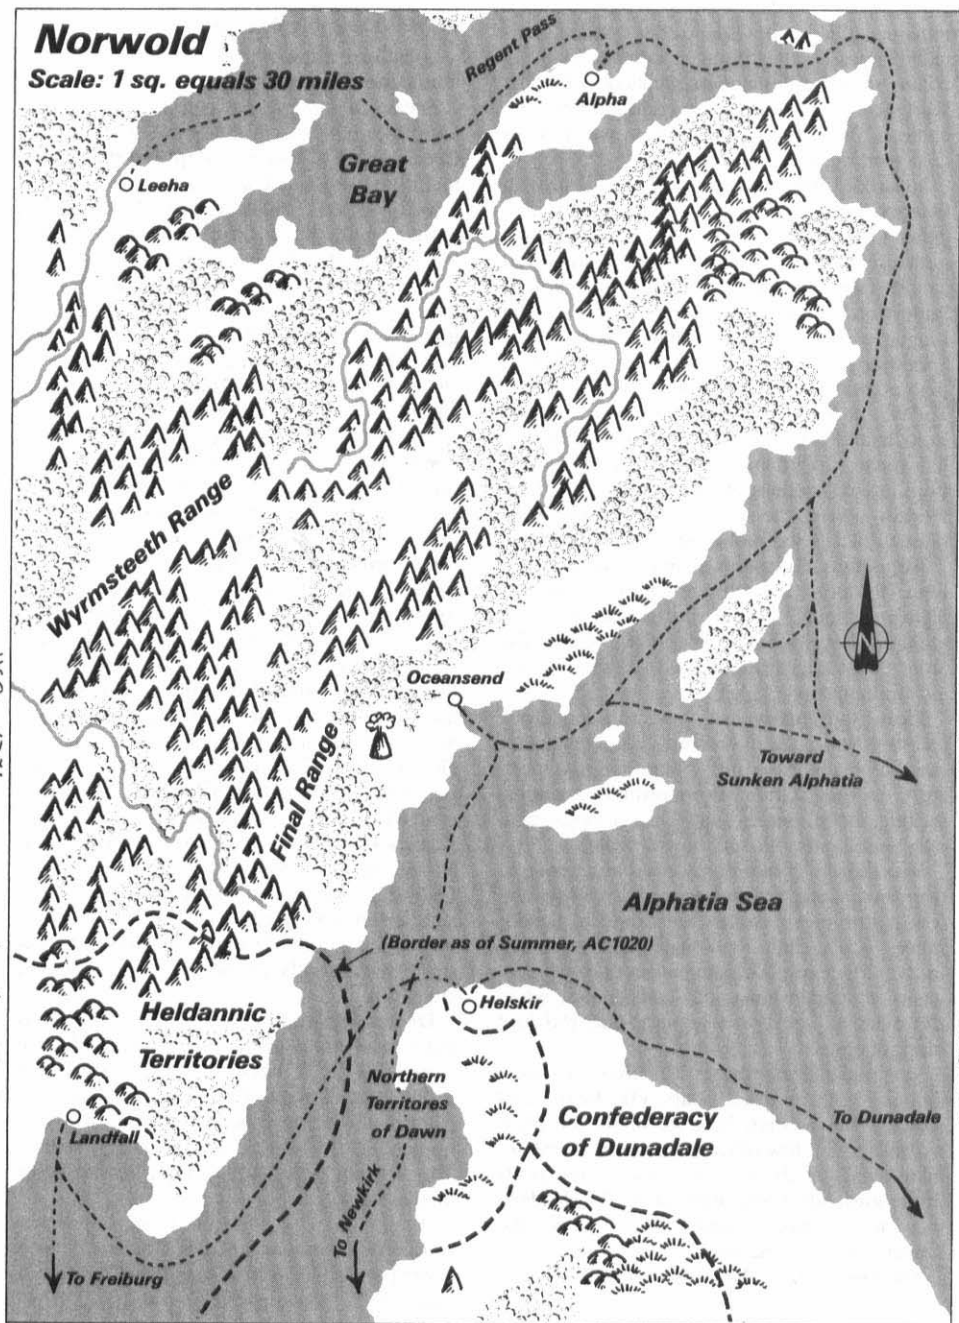 Norwold
Scale: 1 sq. equals 30 miles
Regent Pass
Alpha
Great
Bay
Leeha
Wyrmsteeth Range
Oceansend
Final Range
N
Toward
Sunken Alphatia
Alphatia Sea
(Border as of Summer, AC1020)
Helskir
Heldannic
Territories
Northern
Territores
of Dawn
Confederacy
of Dunadale
To Dunadale
Landfall
To Newkirk
To Freiburg